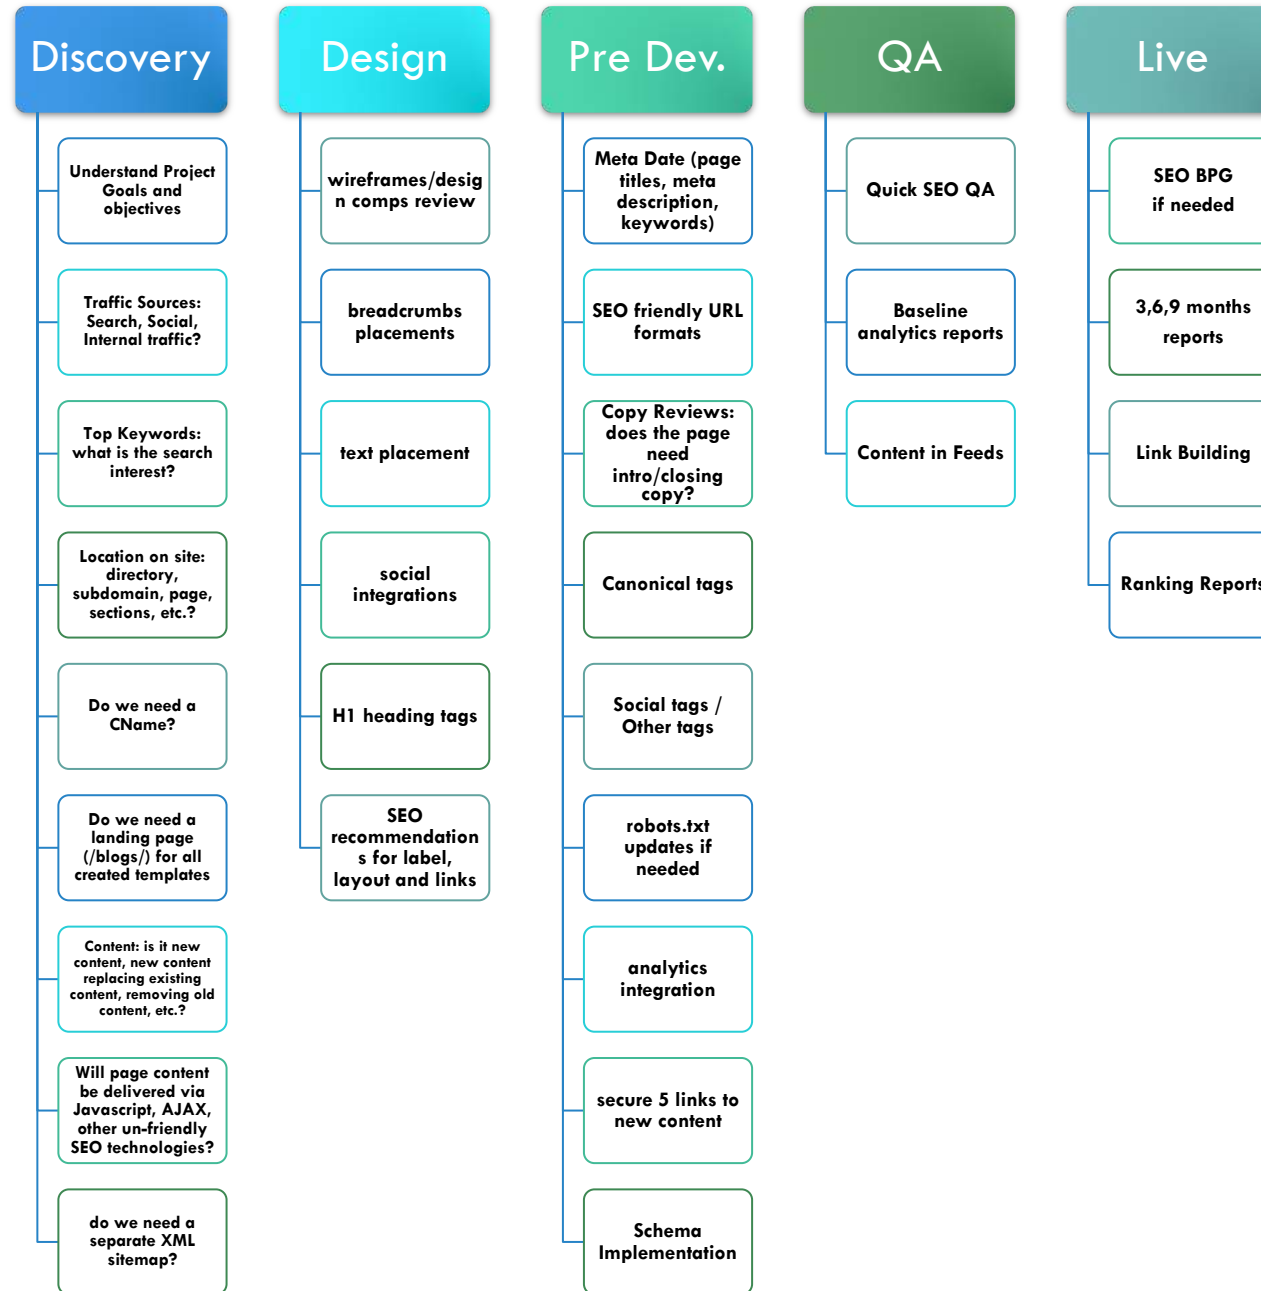 Discovery
Understand Project
Goals and
objectives
Traffic Sources:
Search, Social,
Internal traffic?
Top Keywords:
what is the search
interest?
Location on site:
directory,
subdomain, page,
sections, etc.?
Do we need a
CName?
Do we need a
landing page
(/blogs/) for all
created templates
Content: is it new
content, new content
replacing existing
content, removing old
content, etc.?
Will page content
be delivered via
Javascript, AJAX,
other un-friendly
SEO technologies?
do we need a
separate XML
sitemap?
Design
wireframes/desig
n comps review
breadcrumbs
placements
text placement
social
integrations
H1 heading tags
SEO
recommendation
s for label,
layout and links
Pre Dev.
Meta Date (page
titles, meta
description,
keywords)
SEO friendly URL
formats
Copy Reviews:
does the page
need
intro/closing
copy?
Canonical tags
Social tags /
Other tags
robots.txt
updates if
needed
analytics
integration
secure 5 links to
new content
Schema
Implementation
QA
Quick SEO QA
Baseline
analytics reports
Content in Feeds
Live
SEO BPG
if needed
3,6,9 months
reports
Link Building
Ranking Reports